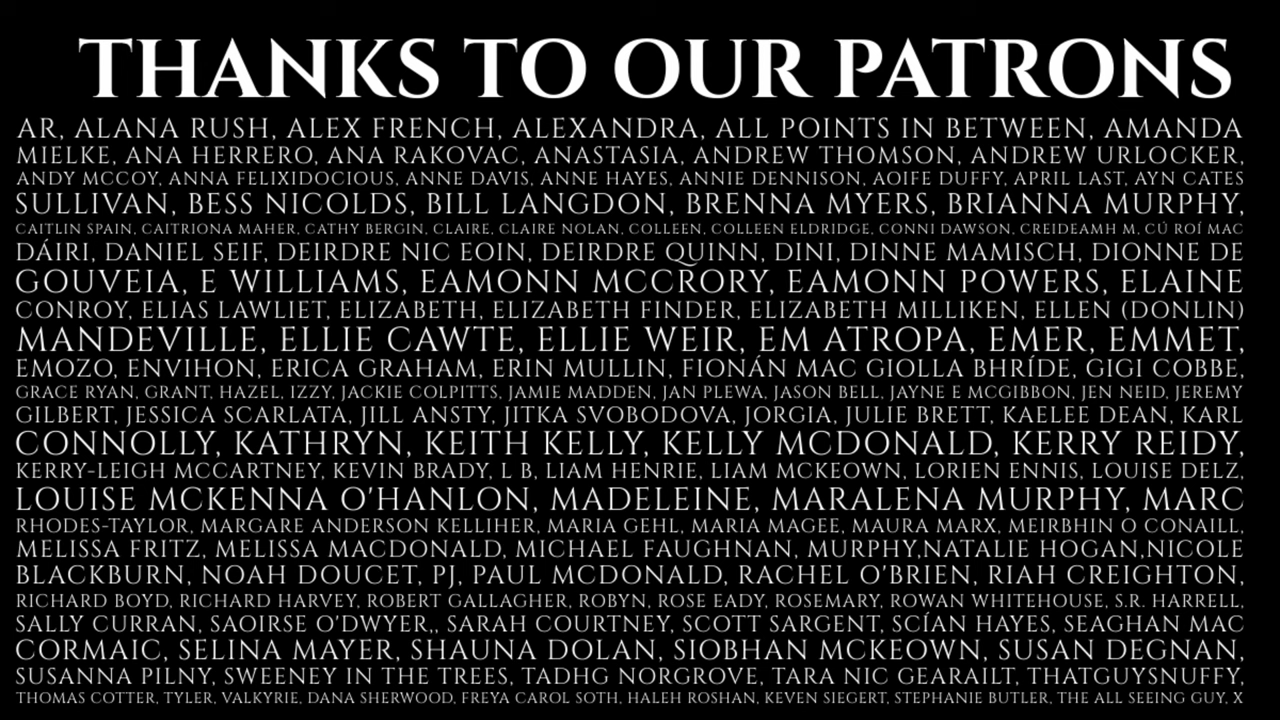 THANKS TO OUR PATRONS
AR, ALANA RUSH, ALEX FRENCH, ALEXANDRA, ALL POINTS IN BETWEEN, AMANDA
MIELKE, ANA HERRERO, ANA RAKOVAC, ANASTASIA, ANDREW THOMSON, ANDREW URLOCKER,
ANDY MCCOY, ANNA FELIXIDOCIOUS, ANNE DAVIS, ANNE HAYES, ANNIE DENNISON, AOIFE DUFFY, APRIL LAST, AYN CATES
SULLIVAN, BESS NICOLDS, BILL LANGDON, BRENNA MYERS, BRIANNA MURPHY,
CAITLIN SPAIN, CAITRIONA MAHER, CATHY BERGIN, CLAIRE, CLAIRE NOLAN, COLLEEN, COLLEEN ELDRIDGE, CONNI DAWSON, CREIDEAMH M, CÚ ROÍ MAC
DÁIRI, DANIEL SEIF, DEIRDRE NIC EOIN, DEIRDRE QUINN, DINI, DINNE MAMISCH, DIONNE DE
GOUVEIA, E WILLIAMS, EAMONN MCCRORY, EAMONN POWERS, ELAINE
CONROY, ELIAS LAWLIET, ELIZABETH, ELIZABETH FINDER, ELIZABETH MILLIKEN, ELLEN (DONLIN)
MANDEVILLE, ELLIE CAWTE, ELLIE WEIR, EM ATROPA, EMER, EMMET,
EMOZO, ENVIHON, ERICA GRAHAM, ERIN MULLIN, FIONÁN MAC GIOLLA BHRÍDE, GIGI COBBE,
GRACE RYAN, GRANT, HAZEL, IZZY, JACKIE COLPITTS, JAMIE MADDEN, JAN PLEWA, JASON BELL, JAYNE E MCGIBBON, JEN NEID, JEREMY
GILBERT, JESSICA SCARLATA, JILL ANSTY, JITKA SVOBODOVA, JORGIA, JULIE BRETT, KAELEE DEAN, KARL
CONNOLLY, KATHRYN, KEITH KELLY, KELLY MCDONALD, KERRY REIDY,
KERRY-LEIGH MCCARTNEY, KEVIN BRADY, L B, LIAM HENRIE, LIAM MCKEOWN, LORIEN ENNIS, LOUISE DELZ,
LOUISE MCKENNA O'HANLON, MADELEINE, MARALENA MURPHY, MARC
RHODES-TAYLOR, MARGARE ANDERSON KELLIHER, MARIA GEHL, MARIA MAGEE, MAURA MARX, MEIRBHIN O CONAILL,
MELISSA FRITZ, MELISSA MACDONALD, MICHAEL FAUGHNAN, MURPHY,NATALIE HOGAN,NICOLE
BLACKBURN, NOAH DOUCET, PJ, PAUL MCDONALD, RACHEL O'BRIEN, RIAH CREIGHTON,
RICHARD BOYD, RICHARD HARVEY, ROBERT GALLAGHER, ROBYN, ROSE EADY, ROSEMARY, ROWAN WHITEHOUSE, S.R. HARRELL,
SALLY CURRAN, SAOIRSE O'DWYER,, SARAH COURTNEY, SCOTT SARGENT, SCÍAN HAYES, SEAGHAN MAC
CORMAIC, SELINA MAYER, SHAUNA DOLAN, SIOBHAN MCKEOWN, SUSAN DEGNAN,
SUSANNA PILNY, SWEENEY IN THE TREES, TADHG NORGROVE, TARA NIC GEARAILT, THATGUYSNUFFY,
THOMAS COTTER, TYLER, VALKYRIE, DANA SHERWOOD, FREYA CAROL SOTH, HALEH ROSHAN, KEVEN SIEGERT, STEPHANIE BUTLER, THE ALL SEEING GUY, X